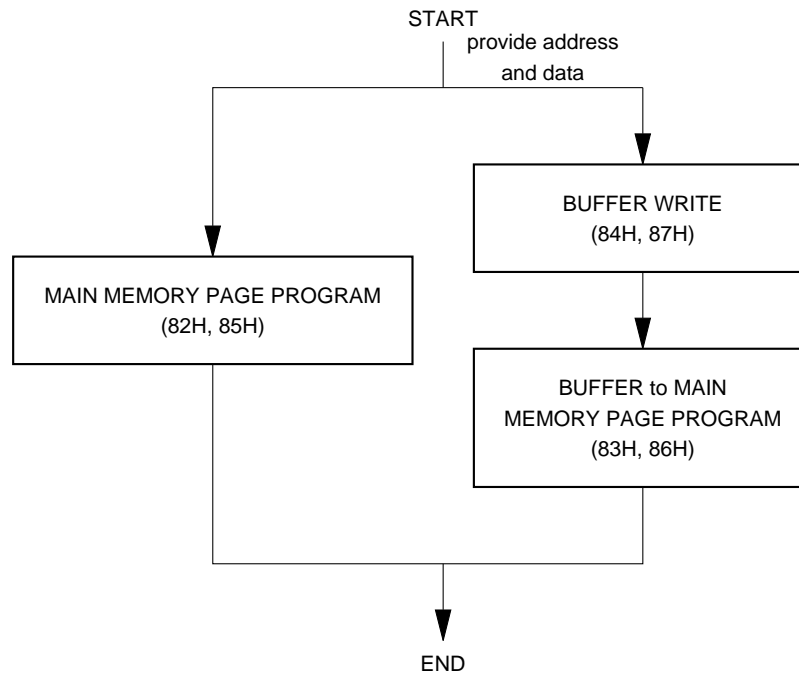 START
provide address
and data
BUFFER WRITE
(84H, 87H)
MAIN MEMORY PAGE PROGRAM
(82H, 85H)
BUFFER to MAIN
MEMORY PAGE PROGRAM
(83H, 86H)
END